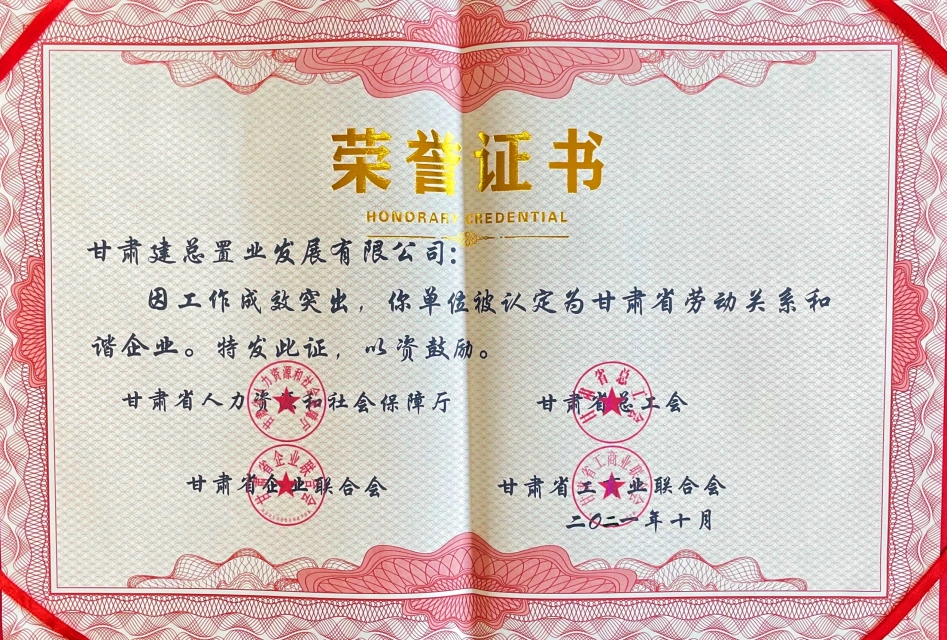 荣誉证书
HONORARY CREDENTIAL
甘肃建总置业发展有限公司:
因工作成效突出，你单位被认定为甘肃省劳动关系和
谐企业。特发此证，以资鼓励。
甘肃省人力资源和社会保障厅 甘肃省总工会
甘肃省企业联合会 甘肃省工商业联合会
二〇二一年十月